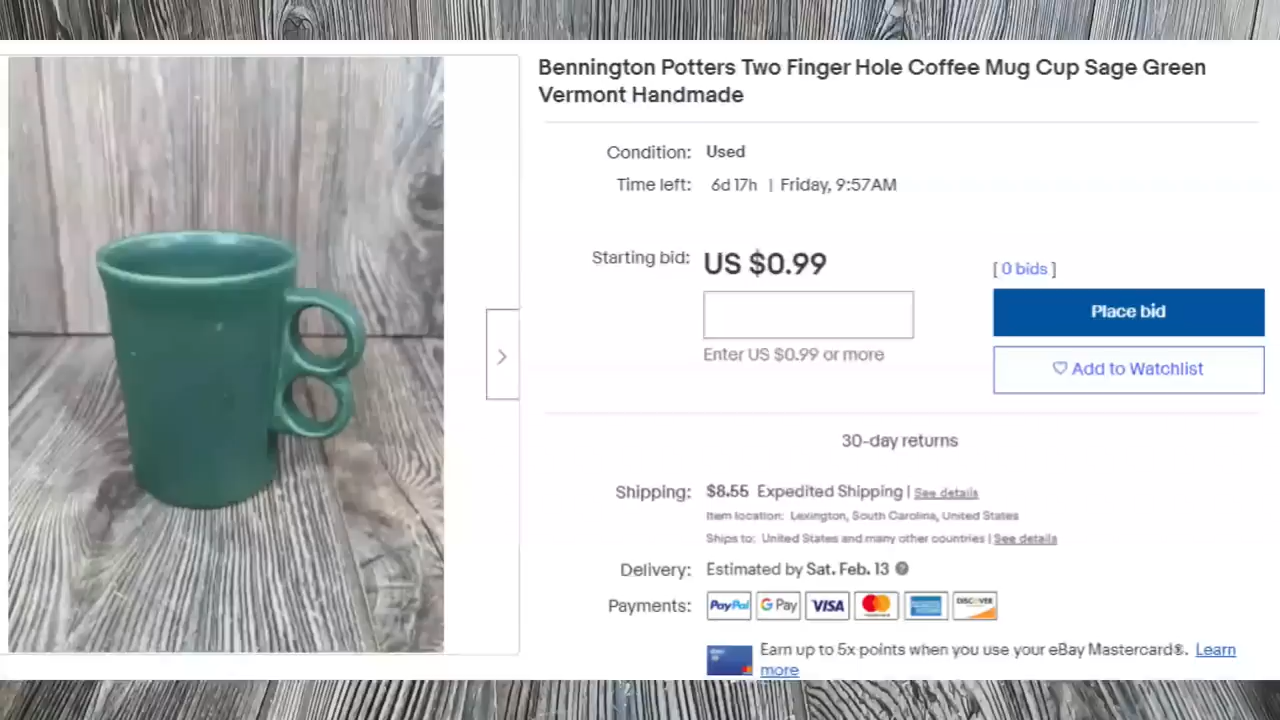 Bennington Potters Two Finger Hole Coffee Mug Cup Sage Green
Vermont Handmade
Condition: Used
Time left: 6d 17h | Friday, 9:57AM
Starting bid: US $0.99 [ 0 bids ]
Place bid
Enter US $0.99 or more
Add to Watchlist
30-day returns
Shipping: $8.55 Expedited Shipping | See details
Item location: Lexington, South Carolina, United States
Ships to: United States and many other countries | See details
Delivery: Estimated by Sat. Feb. 13
Payments: PayPal G Pay VISA DISCOVER
Earn up to 5x points when you use your eBay Mastercard®. Learn
more